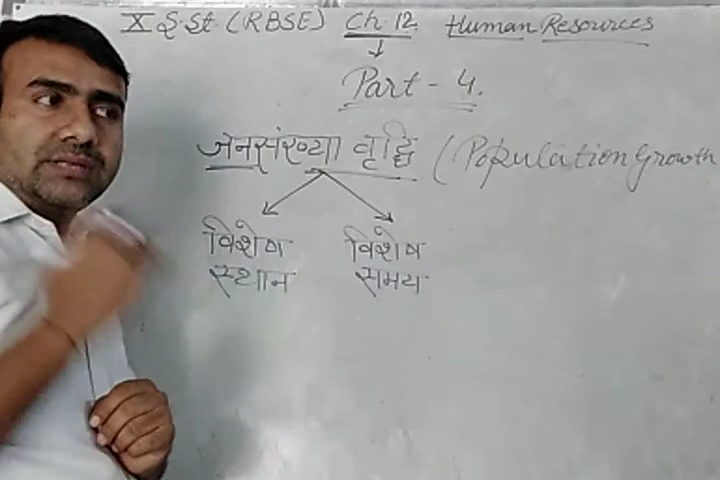 X S.St. (RBSE) Ch. 12. Human Resources
Part - 4.
जनसंख्या वृद्धि (Population Growth
विशेष विशेष
स्थान समय